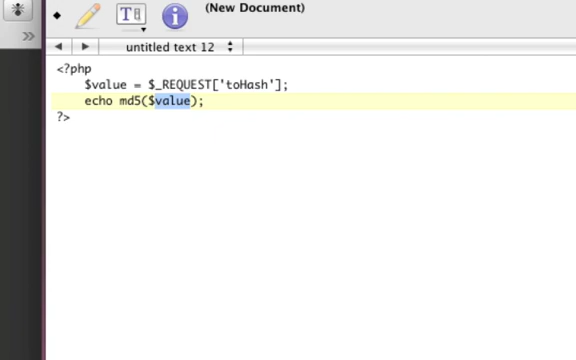 (New Document)
untitled text 12
<?php
$value = $_REQUEST['toHash'];
echo md5($value);
?>